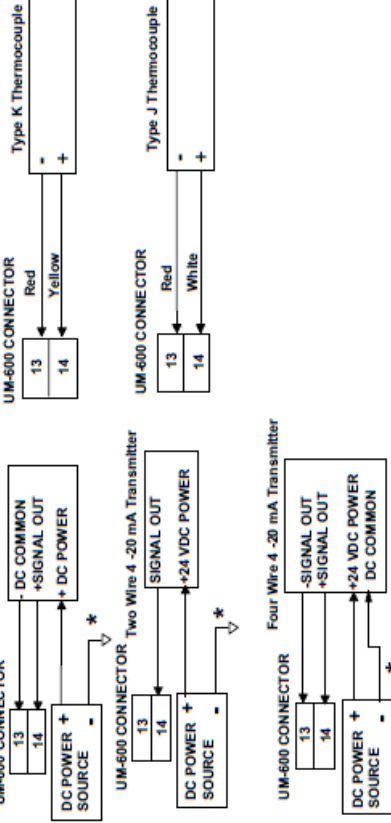 UM-600 CONNECTOR
13
14
- DC COMMON
+SIGNAL OUT
+ DC POWER
DC POWER +
SOURCE -
*
Two Wire 4 -20 mA Transmitter
UM-600 CONNECTOR
13
14
SIGNAL OUT
+24 VDC POWER
DC POWER +
SOURCE -
*
Four Wire 4 -20 mA Transmitter
UM-600 CONNECTOR
13
14
-SIGNAL OUT
+SIGNAL OUT
+24 VDC POWER
DC COMMON
DC POWER +
SOURCE -
*
Type K Thermocouple
UM-600 CONNECTOR
13
14
Red
Yellow
-
+
Type J Thermocouple
UM-600 CONNECTOR
13
14
Red
White
-
+